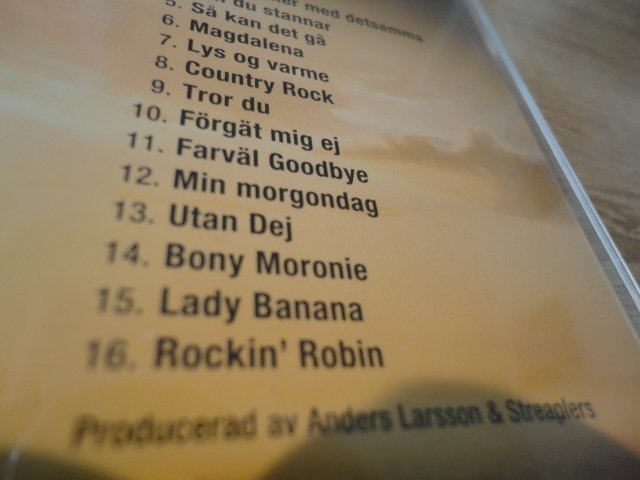 med detsamma
du stannar
5. Så kan det gå
6. Magdalena
7. Lys og varme
8. Country Rock
9. Tror du
10. Förgät mig ej
11. Farväl Goodbye
12. Min morgondag
13. Utan Dej
14. Bony Moronie
15. Lady Banana
16. Rockin' Robin
Producerad av Anders Larsson & Streaplers